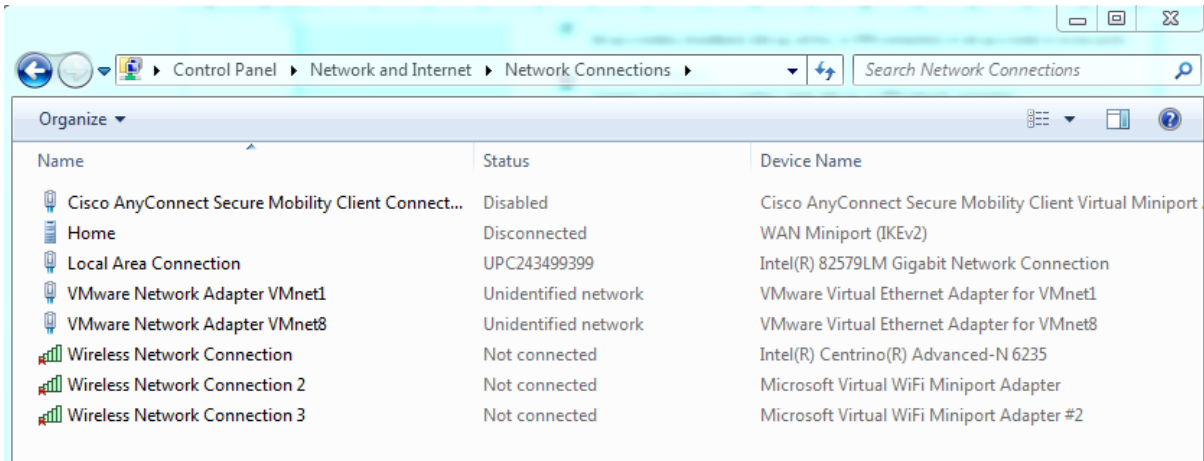 Control Panel ▸ Network and Internet ▸ Network Connections ▸ Search Network Connections
Organize
Name Status Device Name
Cisco AnyConnect Secure Mobility Client Connect... Disabled Cisco AnyConnect Secure Mobility Client Virtual Miniport
Home Disconnected WAN Miniport (IKEv2)
Local Area Connection UPC243499399 Intel(R) 82579LM Gigabit Network Connection
VMware Network Adapter VMnet1 Unidentified network VMware Virtual Ethernet Adapter for VMnet1
VMware Network Adapter VMnet8 Unidentified network VMware Virtual Ethernet Adapter for VMnet8
Wireless Network Connection Not connected Intel(R) Centrino(R) Advanced-N 6235
Wireless Network Connection 2 Not connected Microsoft Virtual WiFi Miniport Adapter
Wireless Network Connection 3 Not connected Microsoft Virtual WiFi Miniport Adapter #2